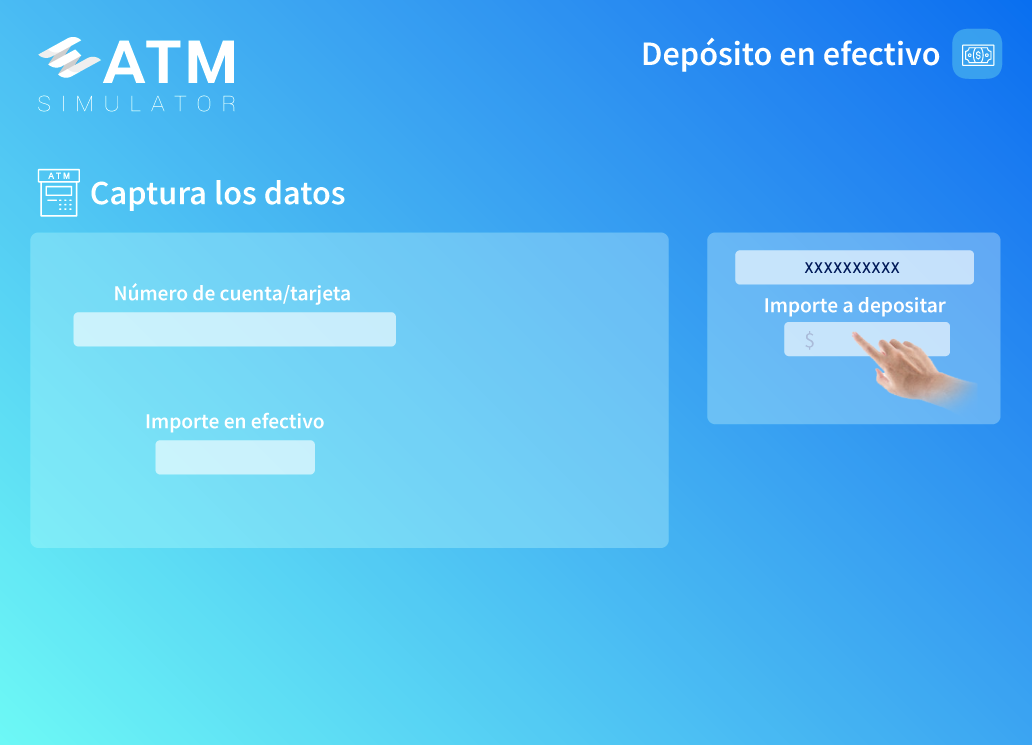 ATM
SIMULATOR
Depósito en efectivo
$
ATM
Captura los datos
Número de cuenta/tarjeta
Importe en efectivo
XXXXXXXXXX
Importe a depositar
$